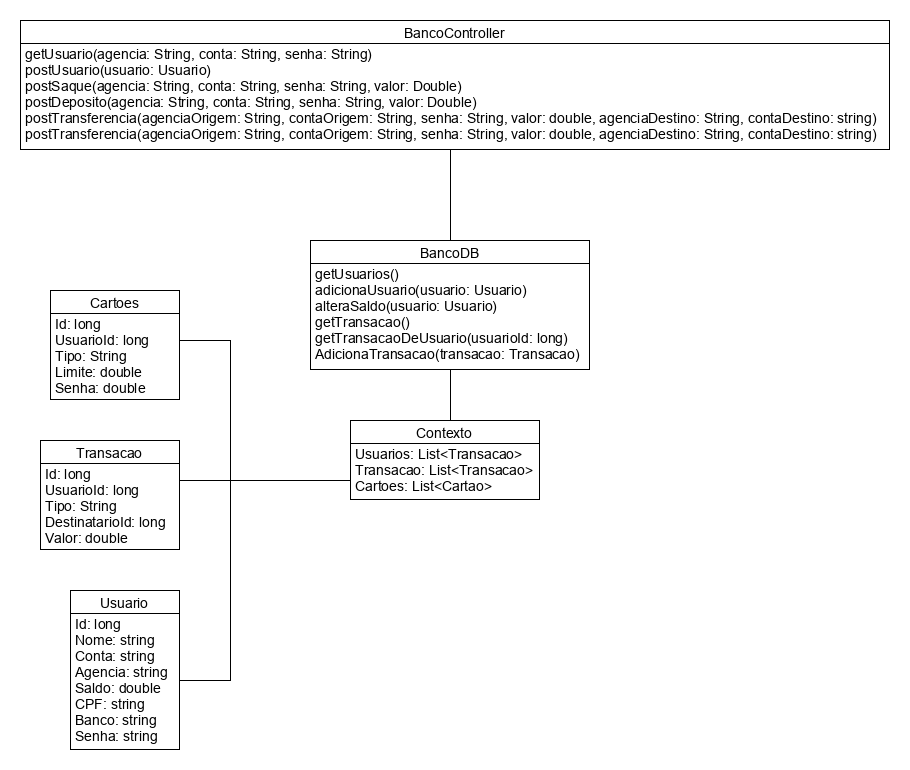 BancoController
getUsuario(agencia: String, conta: String, senha: String)
postUsuario(usuario: Usuario)
postSaque(agencia: String, conta: String, senha: String, valor: Double)
postDeposito(agencia: String, conta: String, senha: String, valor: Double)
postTransferencia(agenciaOrigem: String, contaOrigem: String, senha: String, valor: double, agenciaDestino: String, contaDestino: string)
postTransferencia(agenciaOrigem: String, contaOrigem: String, senha: String, valor: double, agenciaDestino: String, contaDestino: string)
BancoDB
getUsuarios()
adicionaUsuario(usuario: Usuario)
alteraSaldo(usuario: Usuario)
getTransacao()
getTransacaoDeUsuario(usuarioId: long)
AdicionaTransacao(transacao: Transacao)
Cartoes
Id: long
UsuarioId: long
Tipo: String
Limite: double
Senha: double
Contexto
Usuarios: List<Transacao>
Transacao: List<Transacao>
Cartoes: List<Cartao>
Transacao
Id: long
UsuarioId: long
Tipo: String
DestinatarioId: long
Valor: double
Usuario
Id: long
Nome: string
Conta: string
Agencia: string
Saldo: double
CPF: string
Banco: string
Senha: string